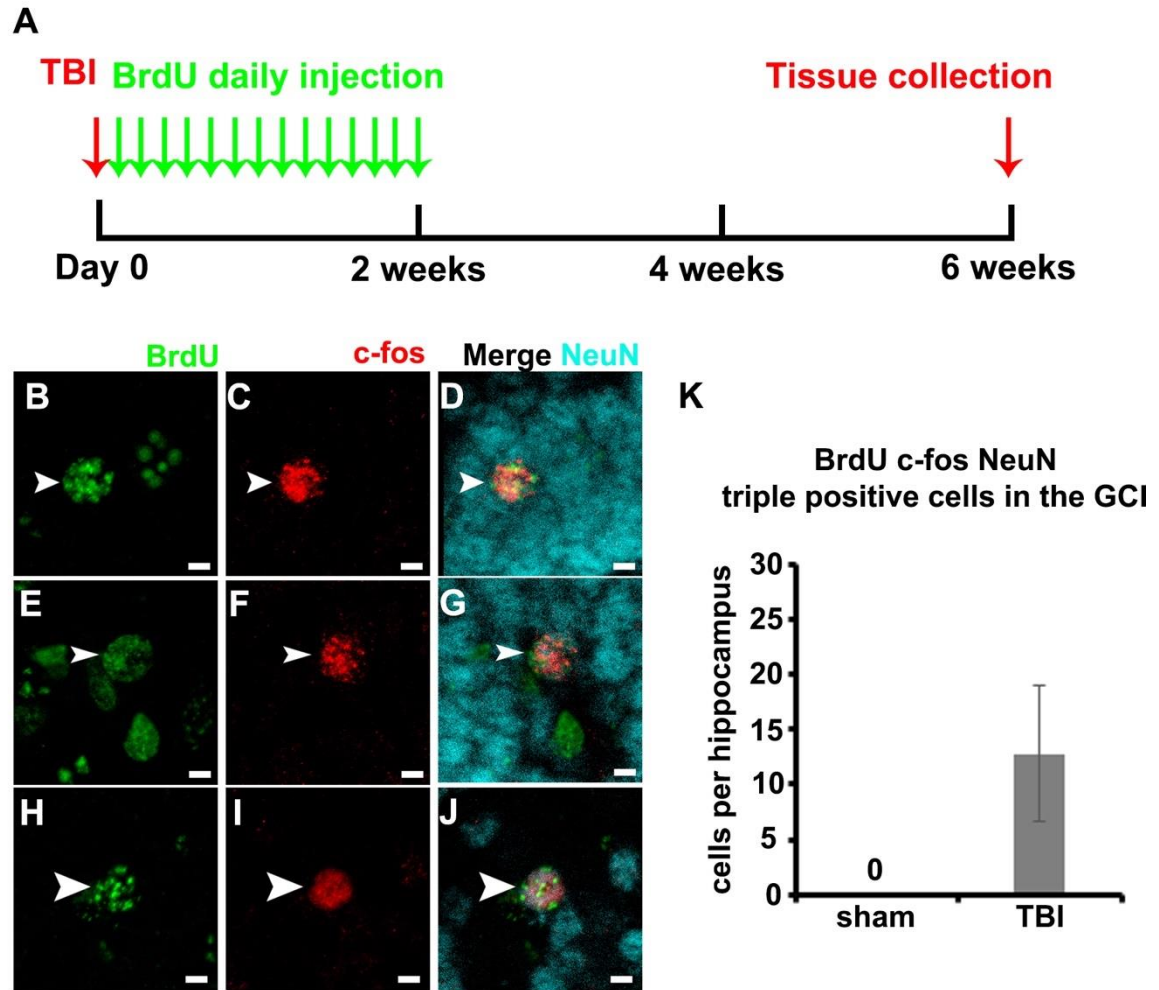 A
TBI BrdU daily injection
Tissue collection
Day 0
2 weeks
4 weeks
6 weeks
BrdU
c-fos
Merge NeuN
B
C
D
E
F
G
H
I
J
K
BrdU c-fos NeuN
triple positive cells in the GCl
cells per hippocampus
30
25
20
15
10
5
0
0
sham
TBI